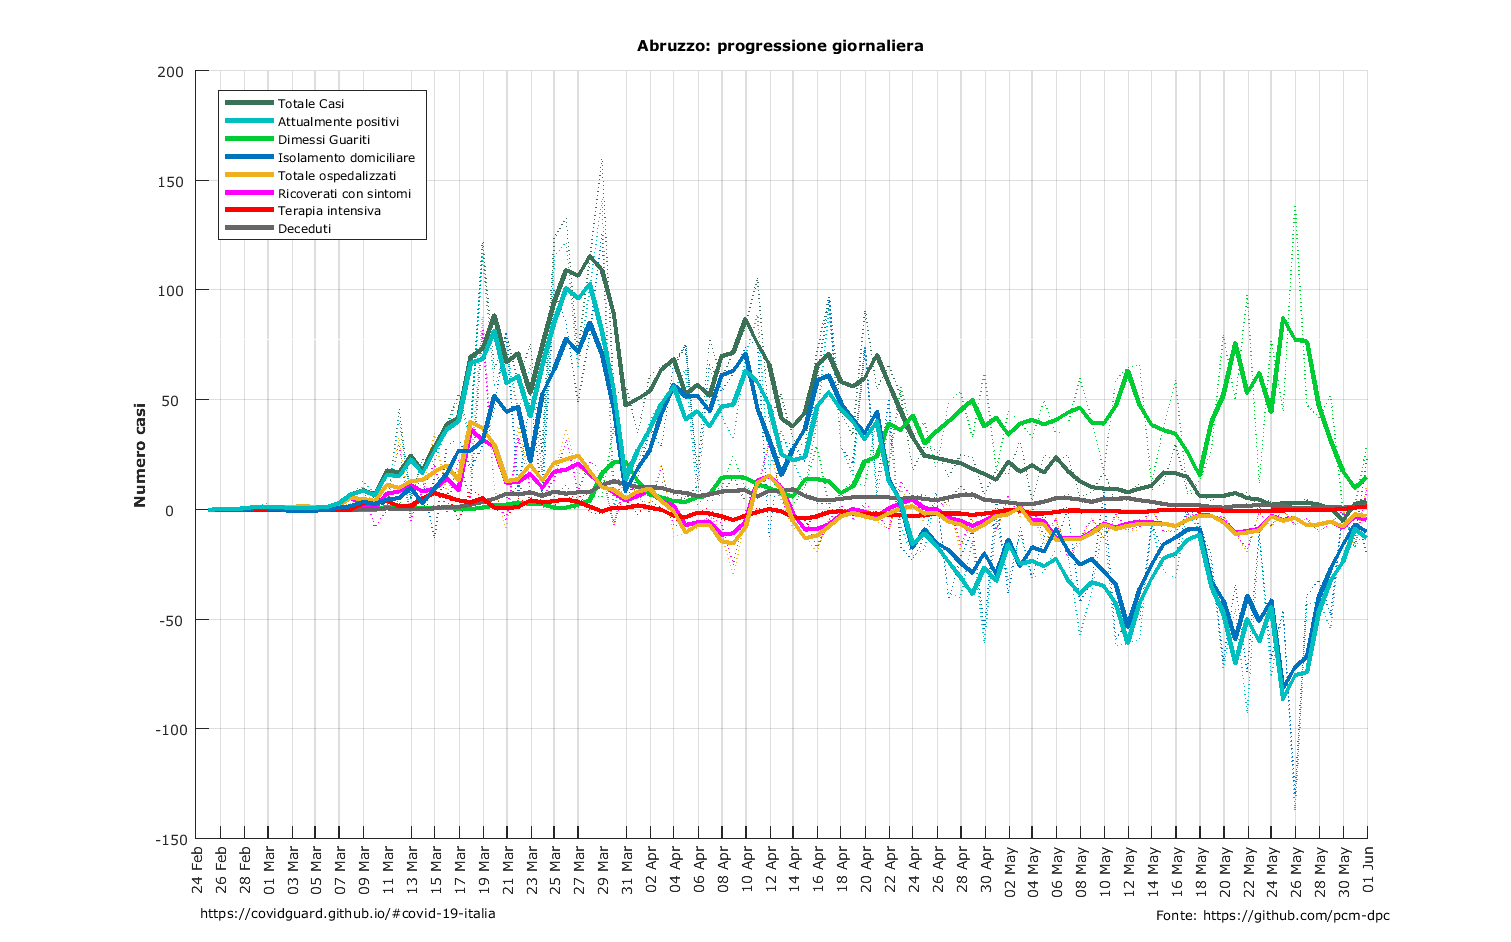 Abruzzo: progressione giornaliera
200
150
100
50
0
-50
-100
-150
Numero casi
Totale Casi
Attualmente positivi
Dimessi Guariti
Isolamento domiciliare
Totale ospedalizzati
Ricoverati con sintomi
Terapia intensiva
Deceduti
24 Feb
26 Feb
28 Feb
01 Mar
03 Mar
05 Mar
07 Mar
09 Mar
11 Mar
13 Mar
15 Mar
17 Mar
19 Mar
21 Mar
23 Mar
25 Mar
27 Mar
29 Mar
31 Mar
02 Apr
04 Apr
06 Apr
08 Apr
10 Apr
12 Apr
14 Apr
16 Apr
18 Apr
20 Apr
22 Apr
24 Apr
26 Apr
28 Apr
30 Apr
02 May
04 May
06 May
08 May
10 May
12 May
14 May
16 May
18 May
20 May
22 May
24 May
26 May
28 May
30 May
01 Jun
https://covidguard.github.io/#covid-19-italia
Fonte: https://github.com/pcm-dpc